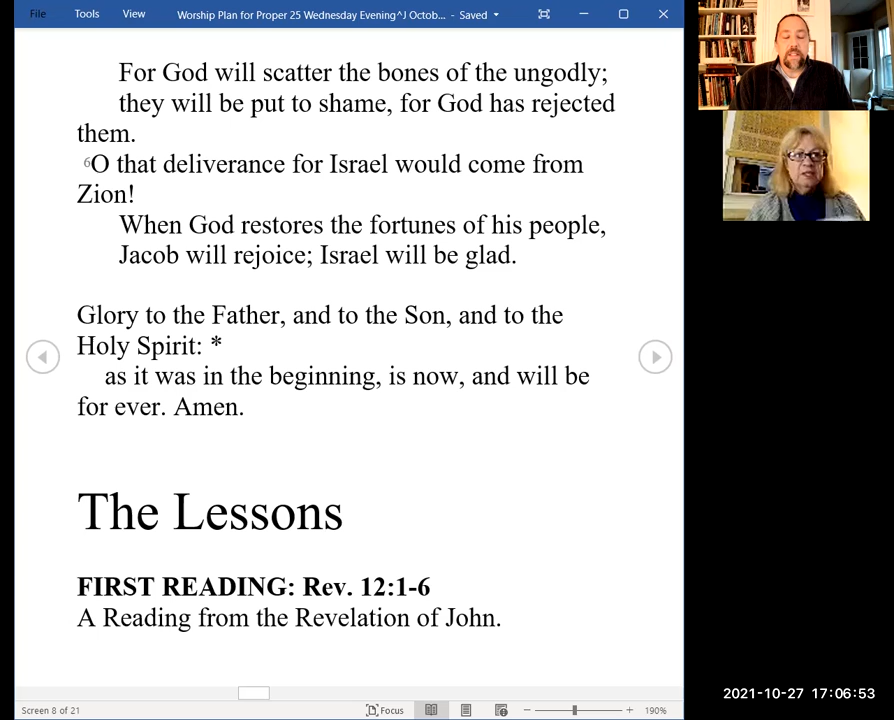 File Tools View Worship Plan for Proper 25 Wednesday Evening^J Octob... - Saved
For God will scatter the bones of the ungodly;
they will be put to shame, for God has rejected
them.
6O that deliverance for Israel would come from
Zion!
When God restores the fortunes of his people,
Jacob will rejoice; Israel will be glad.
Glory to the Father, and to the Son, and to the
Holy Spirit: *
as it was in the beginning, is now, and will be
for ever. Amen.
The Lessons
FIRST READING: Rev. 12:1-6
A Reading from the Revelation of John.
2021-10-27 17:06:53
Screen 8 of 21 Focus 190%